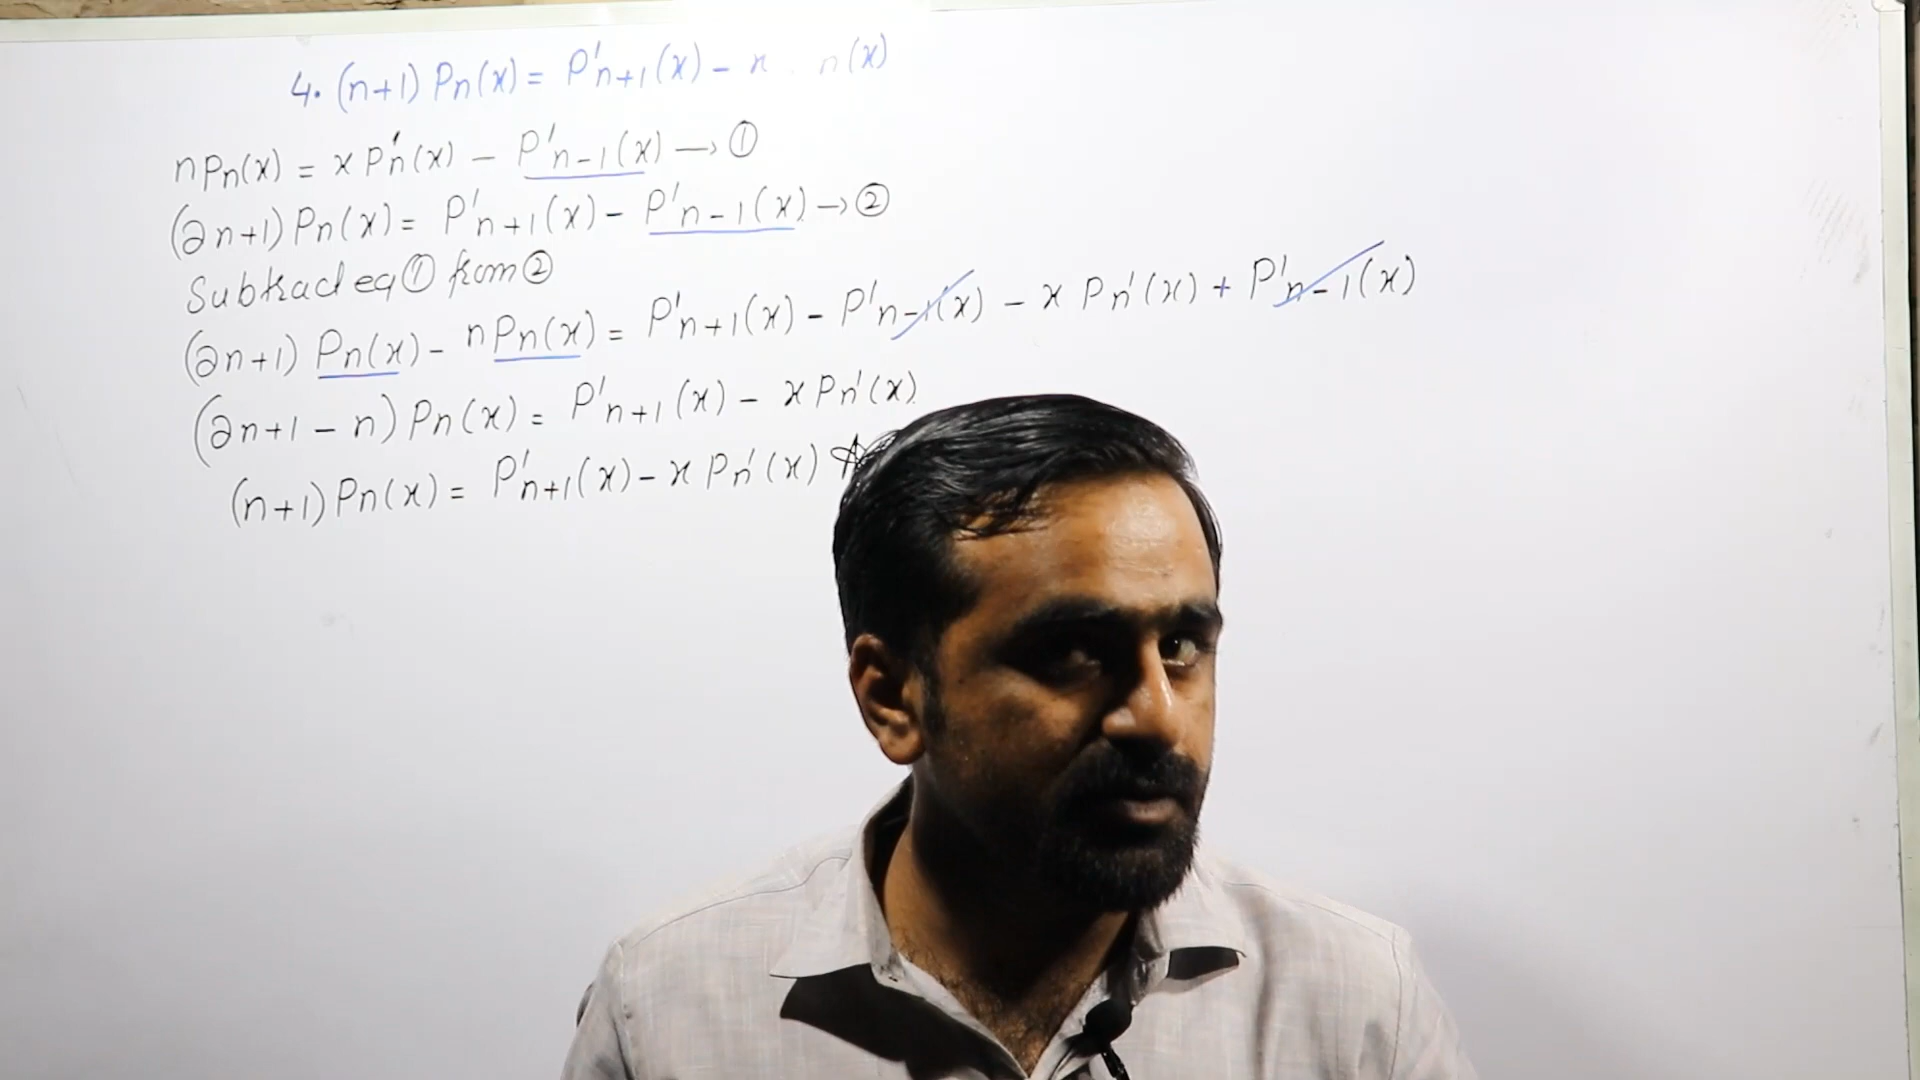 4. (n+1) Pn(x) = P'n+1(x) - x n(x)
nPn(x) = x P'n(x) - P'n-1(x) → ①
(2n+1) Pn(x) = P'n+1(x) - P'n-1(x) → ②
Subtract eq ① from ②
(2n+1) Pn(x) - nPn(x) = P'n+1(x) - P'n-1(x) - x Pn'(x) + P'n-1(x)
(2n+1 - n) Pn(x) = P'n+1(x) - x Pn'(x)
(n+1) Pn(x) = P'n+1(x) - x Pn'(x)